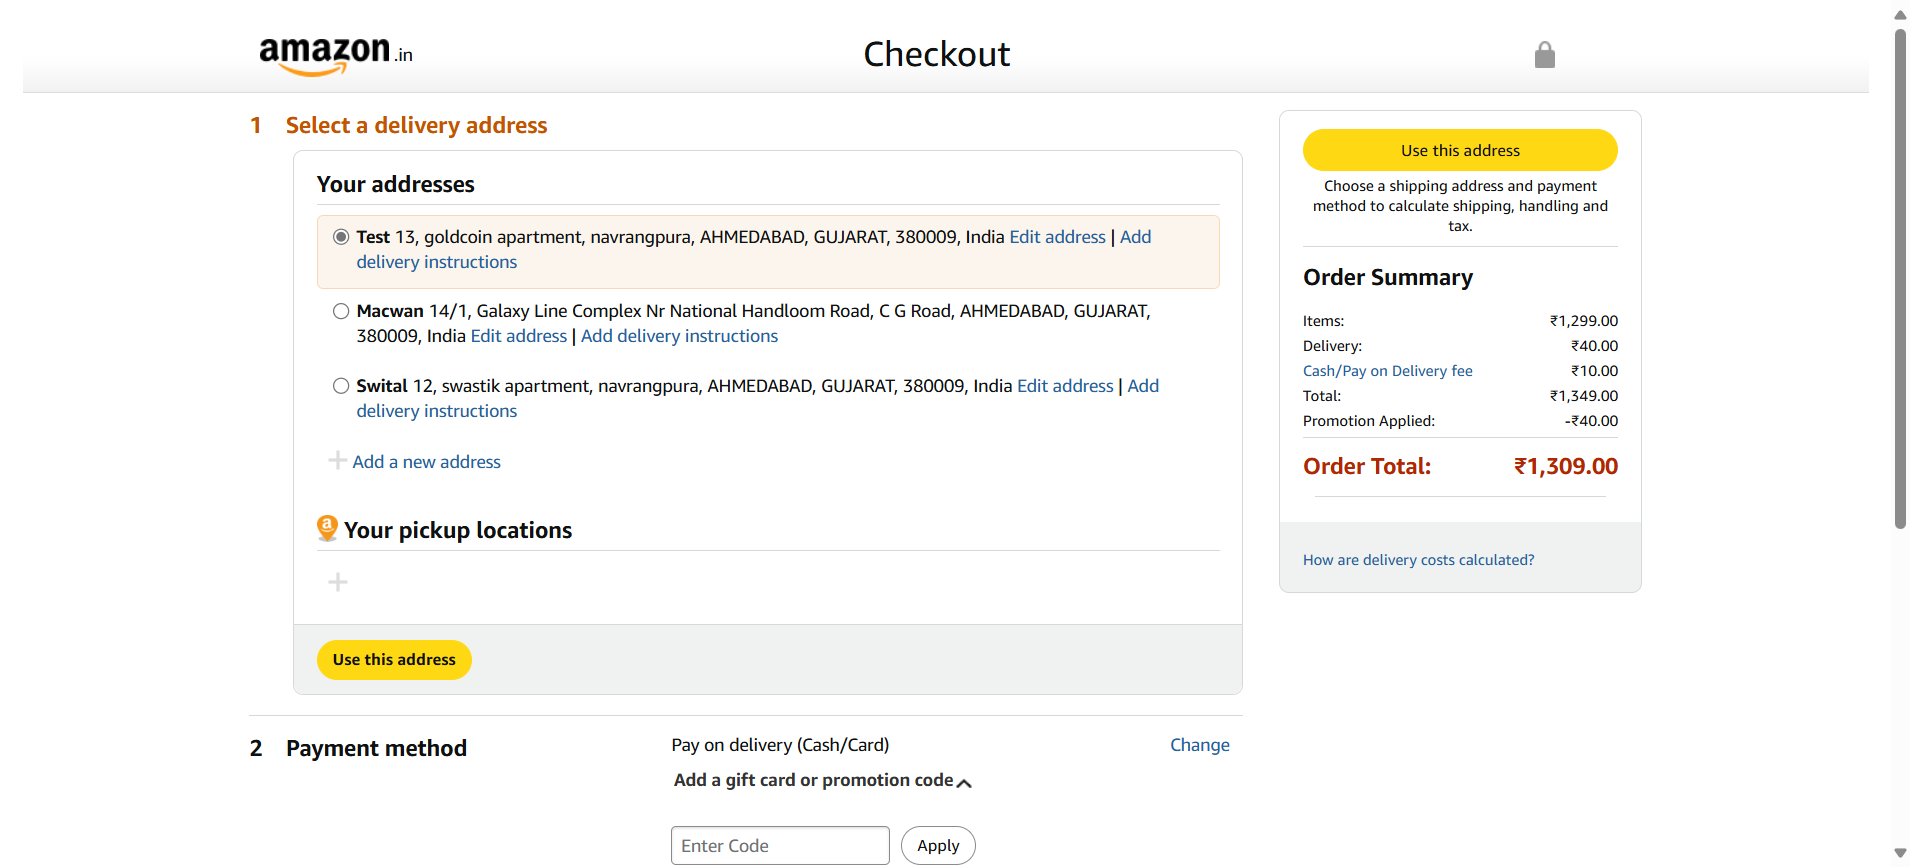 amazon.in
Checkout
1 Select a delivery address
Your addresses
Test 13, goldcoin apartment, navrangpura, AHMEDABAD, GUJARAT, 380009, India Edit address | Add
delivery instructions
Macwan 14/1, Galaxy Line Complex Nr National Handloom Road, C G Road, AHMEDABAD, GUJARAT,
380009, India Edit address | Add delivery instructions
Swital 12, swastik apartment, navrangpura, AHMEDABAD, GUJARAT, 380009, India Edit address | Add
delivery instructions
Add a new address
a Your pickup locations
Use this address
2 Payment method
Pay on delivery (Cash/Card)
Change
Add a gift card or promotion code
Enter Code
Apply
Use this address
Choose a shipping address and payment
method to calculate shipping, handling and
tax.
Order Summary
Items: ₹1,299.00
Delivery: ₹40.00
Cash/Pay on Delivery fee ₹10.00
Total: ₹1,349.00
Promotion Applied: -₹40.00
Order Total: ₹1,309.00
How are delivery costs calculated?